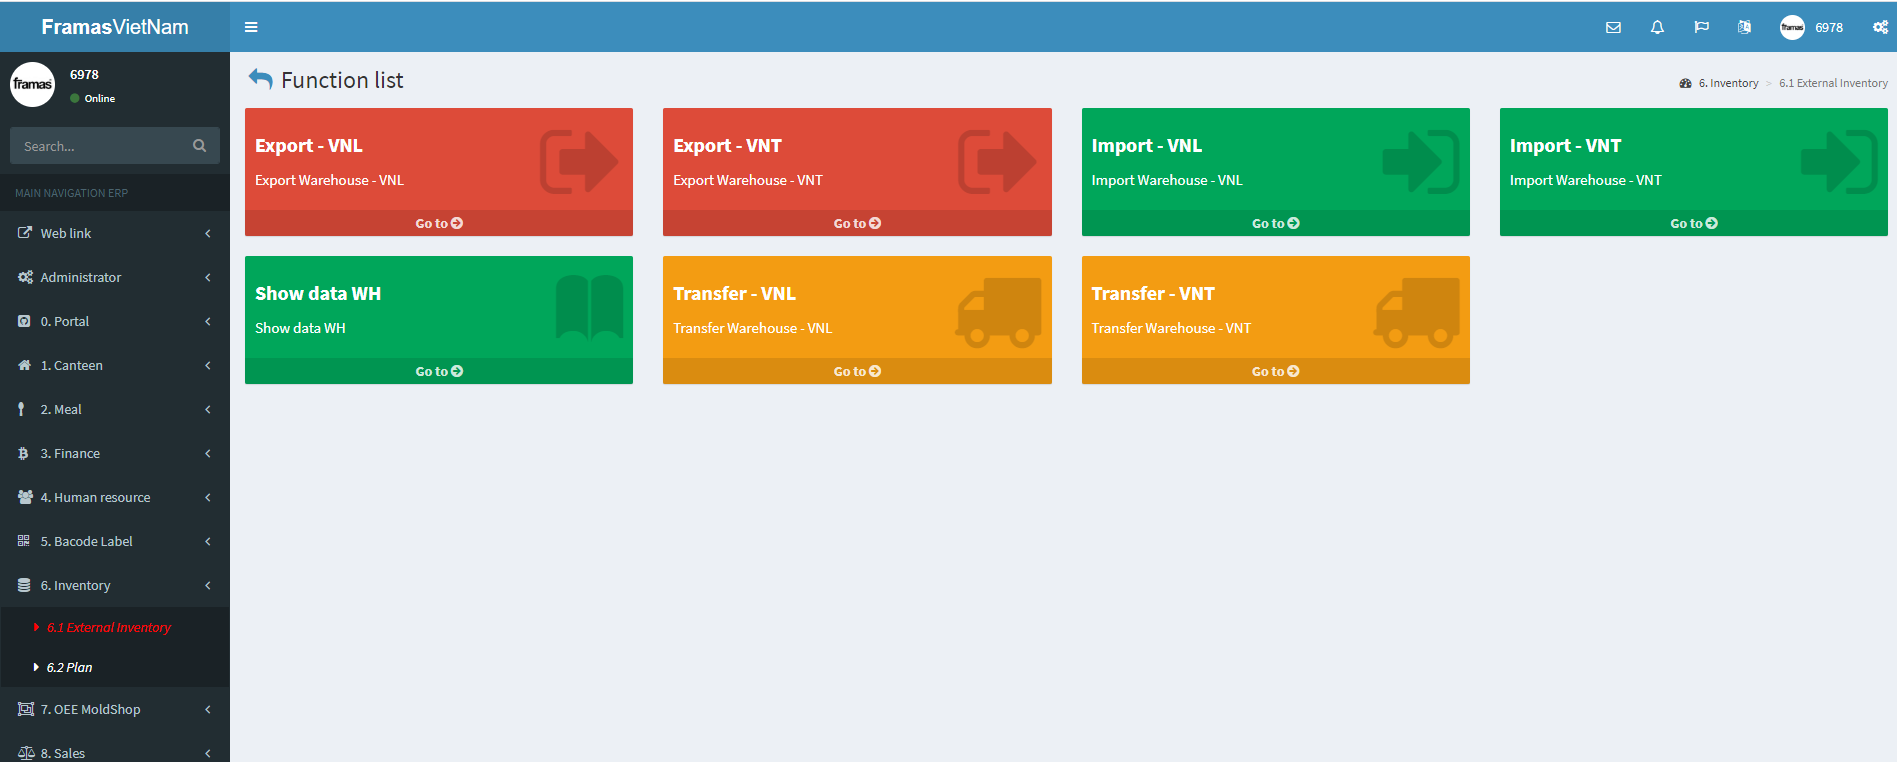 FramasVietNam
6978
framas
6978
Online
framas
Search...
MAIN NAVIGATION ERP
Web link
Administrator
0. Portal
1. Canteen
2. Meal
3. Finance
4. Human resource
5. Bacode Label
6. Inventory
6.1 External Inventory
6.2 Plan
7. OEE MoldShop
8. Sales
Function list
6. Inventory > 6.1 External Inventory
Export - VNL
Export Warehouse - VNL
Go to
Export - VNT
Export Warehouse - VNT
Go to
Import - VNL
Import Warehouse - VNL
Go to
Import - VNT
Import Warehouse - VNT
Go to
Show data WH
Show data WH
Go to
Transfer - VNL
Transfer Warehouse - VNL
Go to
Transfer - VNT
Transfer Warehouse - VNT
Go to